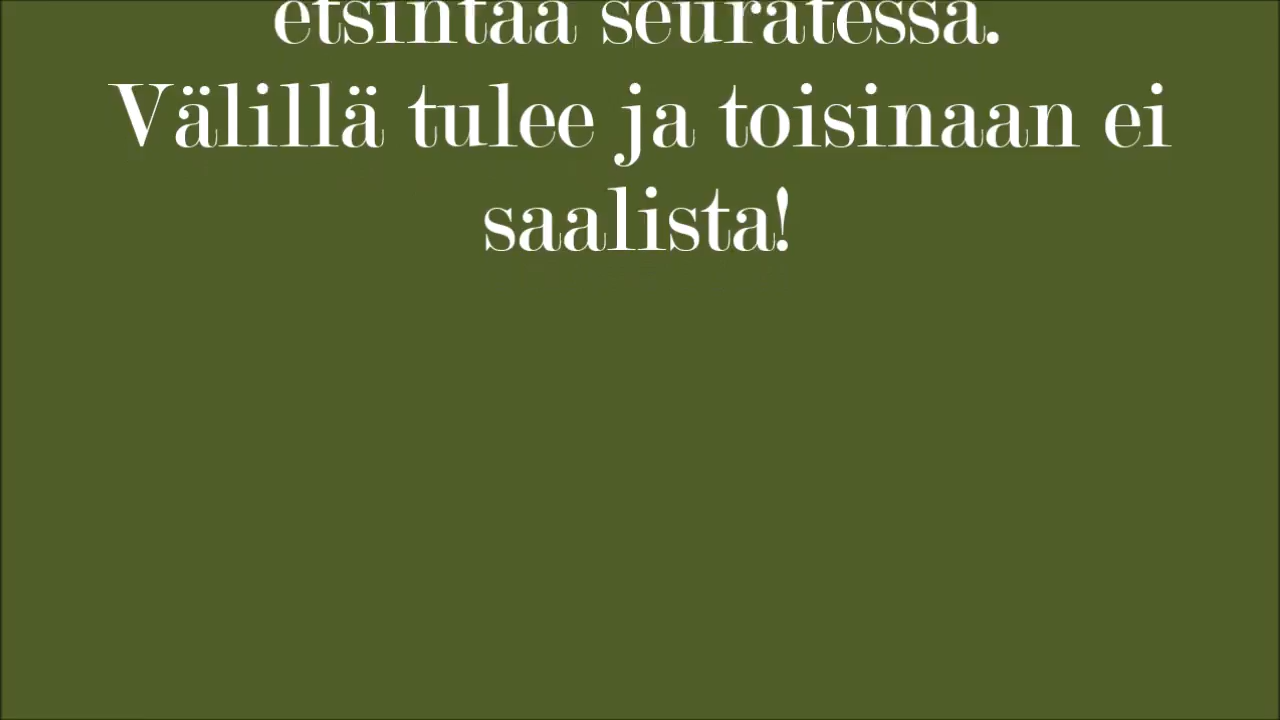 etsintää seuratessa.
Välillä tulee ja toisinaan ei
saalista!